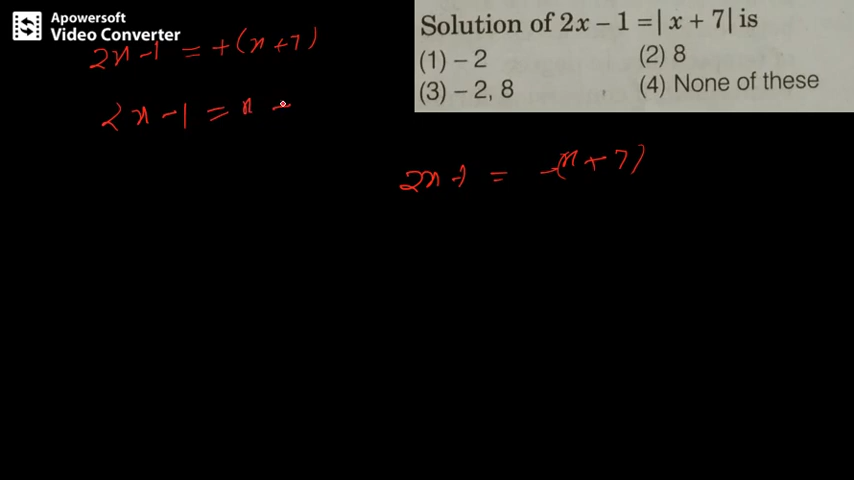 Apowersoft
Video Converter
Solution of 2x – 1 = | x + 7 | is
(1) – 2 (2) 8
(3) – 2, 8 (4) None of these
2x - 1 = + (x + 7)
2x - 1 = x -
2x - 1 = -(x + 7)